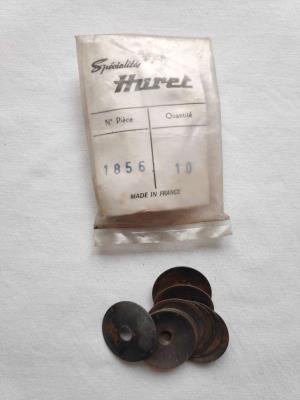 Spécialités
Huret
N° Pièce
Quantité
1856
10
MADE IN FRANCE